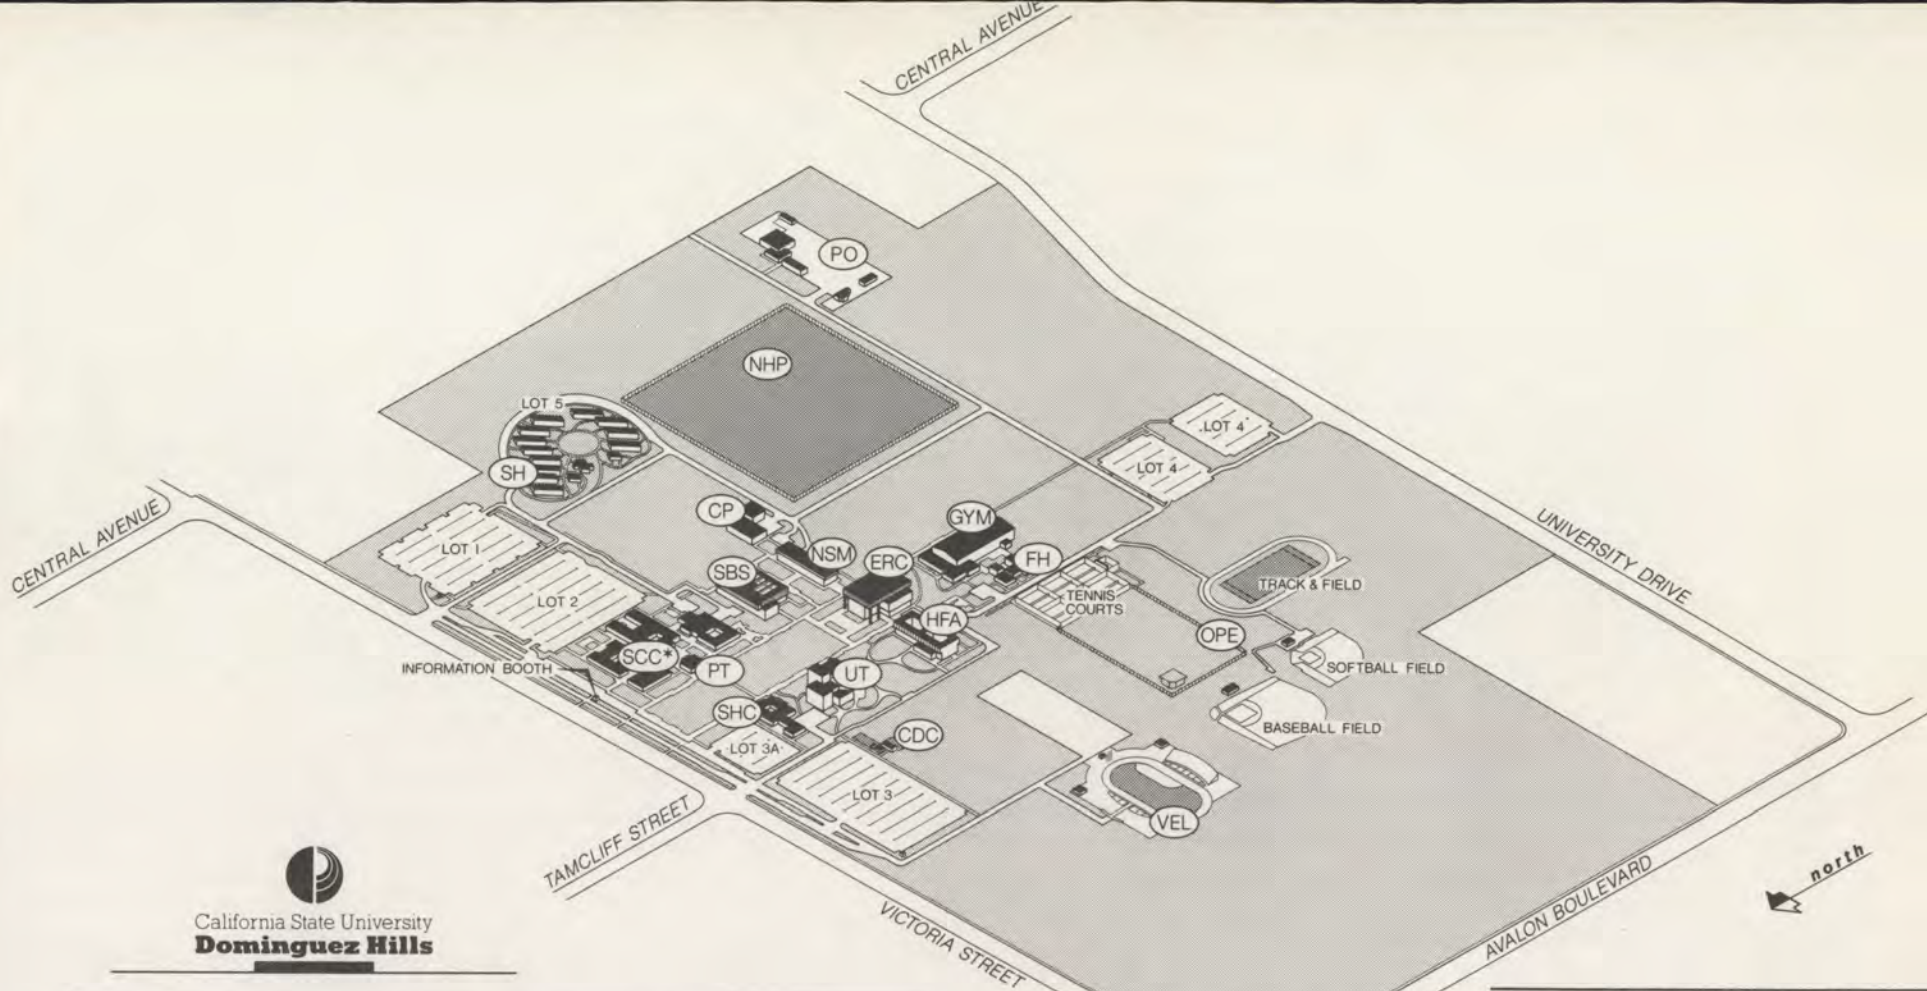 CENTRAL AVENUE
PO
NHP
LOT 5
LOT 4
LOT 4
SH
CP
GYM
CENTRAL AVENUE
UNIVERSITY DRIVE
LOT 1
NSM
ERC
FH
SBS
TRACK & FIELD
LOT 2
TENNIS
COURTS
HFA
OPE
INFORMATION BOOTH
SCC*
PT
UT
SOFTBALL FIELD
SHC
CDC
BASEBALL FIELD
LOT 3A
LOT 3
VEL
TAMCLIFF STREET
north
VICTORIA STREET
AVALON BOULEVARD
California State University
Dominguez Hills